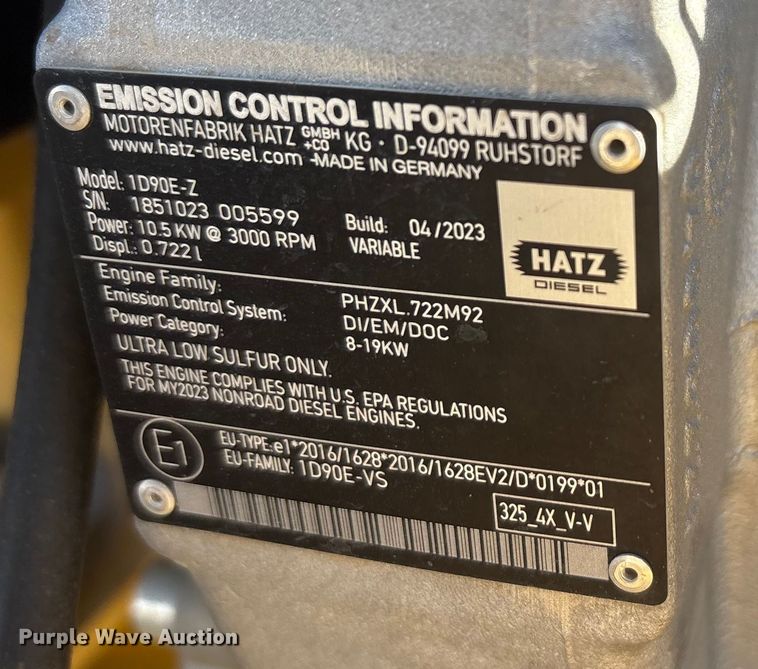 EMISSION CONTROL INFORMATION
MOTORENFABRIK HATZ GMBH +CO KG · D-94099 RUHSTORF
www.hatz-diesel.com -MADE IN GERMANY
Model: 1D90E-Z
S/N: 1851023 005599 Build: 04/2023
Power: 10.5 KW @ 3000 RPM VARIABLE
Displ.: 0.722 l
HATZ
DIESEL
Engine Family: PHZXL.722M92
Emission Control System: DI/EM/DOC
Power Category: 8-19KW
ULTRA LOW SULFUR ONLY.
THIS ENGINE COMPLIES WITH U.S. EPA REGULATIONS
FOR MY2023 NONROAD DIESEL ENGINES.
E1
EU-TYPE:e1*2016/1628*2016/1628EV2/D*0199*01
EU-FAMILY: 1D90E-VS
325_4X_V-V
Purple Wave Auction